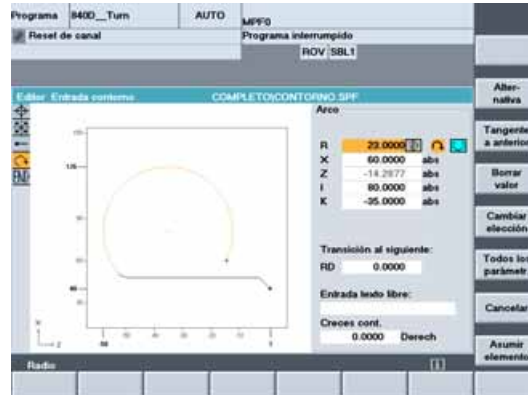 Programa 840D__Turn AUTO MPF0
Reset de canal Programa interrumpido
ROV SBL1
Editor Entrada contorno COMPLETO\CONTORNO.SPF
Arco
R 23.0000
X 60.0000 abs
Z -14.2877 abs
I 80.0000 abs
K -35.0000 abs
Transición al siguiente:
RD 0.0000
Entrada texto libre:
Creces cont.
0.0000 Derech
Radio
END
X
Z
Alter-
nativa
Tangente
a anterior
Borrar
valor
Cambiar
elección
Todos los
parámetr.
Cancelar
Asumir
elemento